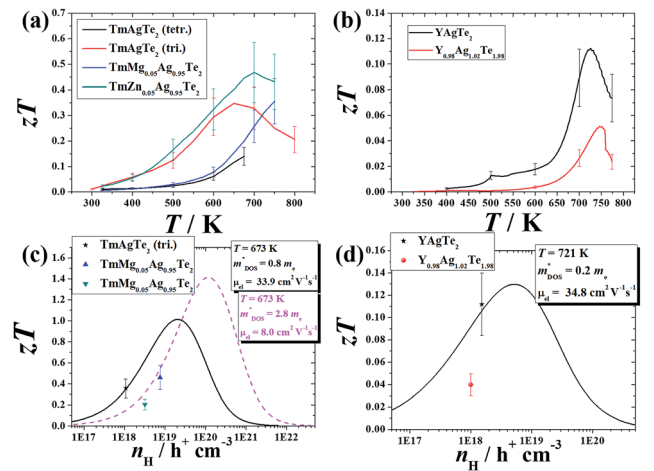 (a)
TmAgTe2 (tetr.)
TmAgTe2 (tri.)
TmMg0.05Ag0.95Te2
TmZn0.05Ag0.95Te2
0.7
0.6
0.5
0.4
0.3
0.2
0.1
0.0
zT
300 400 500 600 700 800
T / K
(b)
YAgTe2
Y0.98Ag1.02Te1.98
0.14
0.12
0.10
0.08
0.06
0.04
0.02
0.00
zT
300 350 400 450 500 550 600 650 700 750 800
T / K
(c)
TmAgTe2 (tri.)
TmMg0.05Ag0.95Te2
TmMg0.05Ag0.95Te2
T = 673 K
m*DOS = 0.8 me
μel = 33.9 cm2 V-1s-1
T = 673 K
m*DOS = 2.8 me
μel = 8.0 cm2 V-1s-1
1.6
1.4
1.2
1.0
0.8
0.6
0.4
0.2
0.0
zT
1E17 1E18 1E19 1E20 1E21 1E22
nH / h+ cm-3
(d)
YAgTe2
Y0.98Ag1.02Te1.98
T = 721 K
m*DOS = 0.2 me
μel = 34.8 cm2 V-1s-1
0.16
0.14
0.12
0.10
0.08
0.06
0.04
0.02
0.00
zT
1E17 1E18 1E19 1E20
nH / h+ cm-3